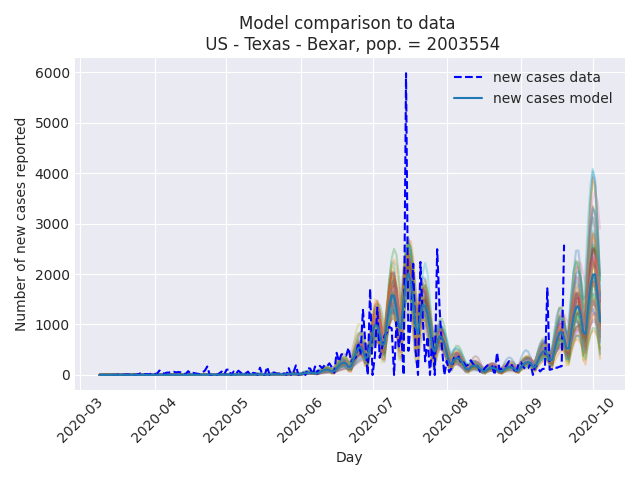 Model comparison to data
US - Texas - Bexar, pop. = 2003554
new cases data
new cases model
Number of new cases reported
6000
5000
4000
3000
2000
1000
0
2020-03
2020-04
2020-05
2020-06
2020-07
2020-08
2020-09
2020-10
Day